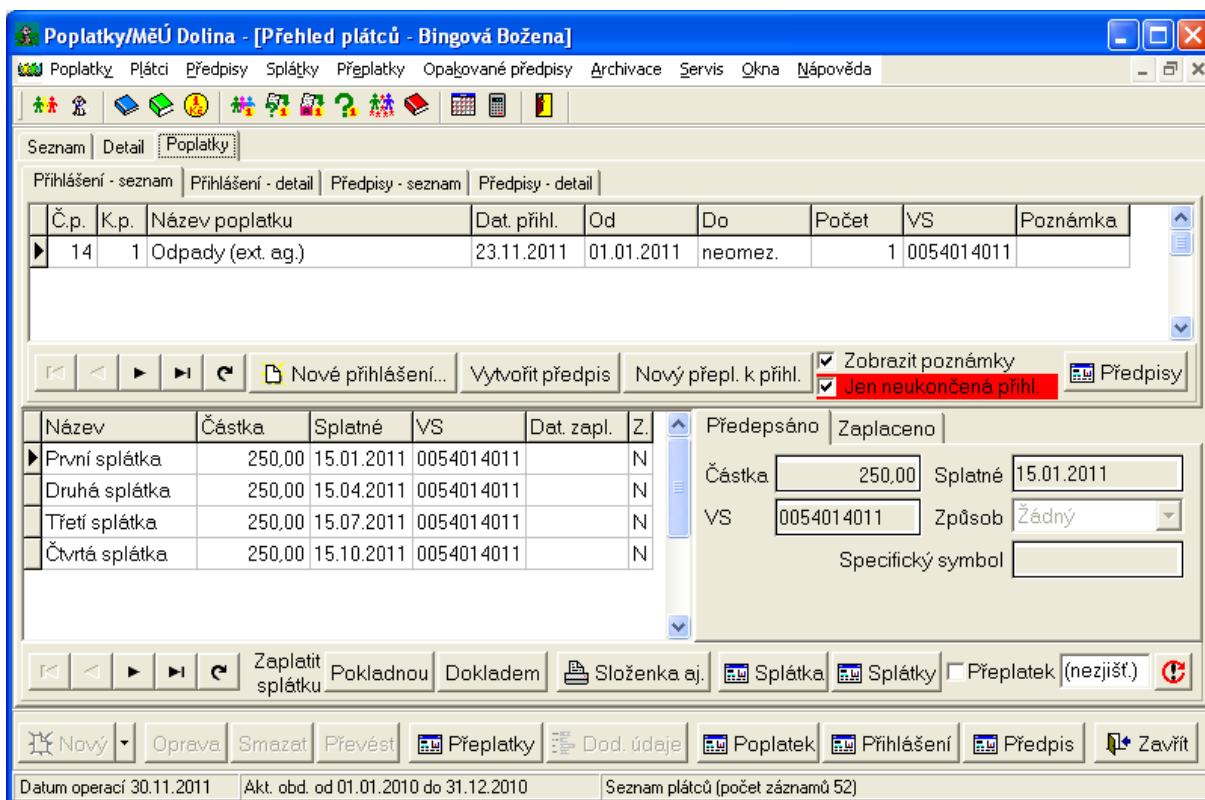 Poplatky/MěÚ Dolina - [Přehled plátců - Bingová Božena]
Poplatky Plátci Předpisy Splátky Přeplatky Opakované předpisy Archivace Servis Okna Nápověda
Seznam Detail Poplatky
Přihlášení - seznam Přihlášení - detail Předpisy - seznam Předpisy - detail
Č.p. K.p. Název poplatku Dat. přihl. Od Do Počet VS Poznámka
14 1 Odpady (ext. ag.) 23.11.2011 01.01.2011 neomez. 1 0054014011
Nové přihlášení... Vytvořit předpis Nový přepl. k přihl. Zobrazit poznámky Předpisy
Jen neukončená přihl.
Název Částka Splatné VS Dat. zapl. Z.
První splátka 250,00 15.01.2011 0054014011 N
Druhá splátka 250,00 15.04.2011 0054014011 N
Třetí splátka 250,00 15.07.2011 0054014011 N
Čtvrtá splátka 250,00 15.10.2011 0054014011 N
Předepsáno Zaplaceno
Částka 250,00 Splatné 15.01.2011
VS 0054014011 Způsob Žádný
Specifický symbol
Zaplatit splátku Pokladnou Dokladem Složenka aj. Splátka Splátky Přeplatek (nezjišť.)
Nový Oprava Smazat Převést Přeplatky Dod. údaje Poplatek Přihlášení Předpis Zavřít
Datum operací 30.11.2011 Akt. obd. od 01.01.2010 do 31.12.2010 Seznam plátců (počet záznamů 52)